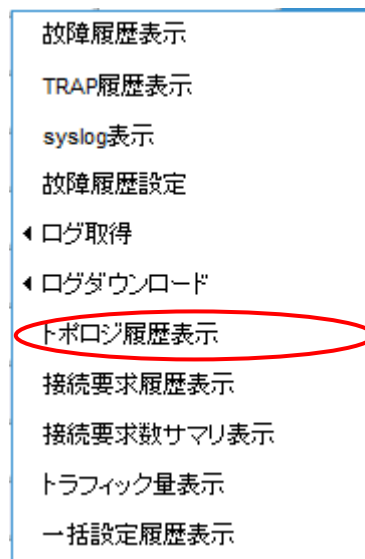 故障履歴表示
TRAP履歴表示
syslog表示
故障履歴設定
ログ取得
ログダウンロード
トポロジ履歴表示
接続要求履歴表示
接続要求数サマリ表示
トラフィック量表示
一括設定履歴表示